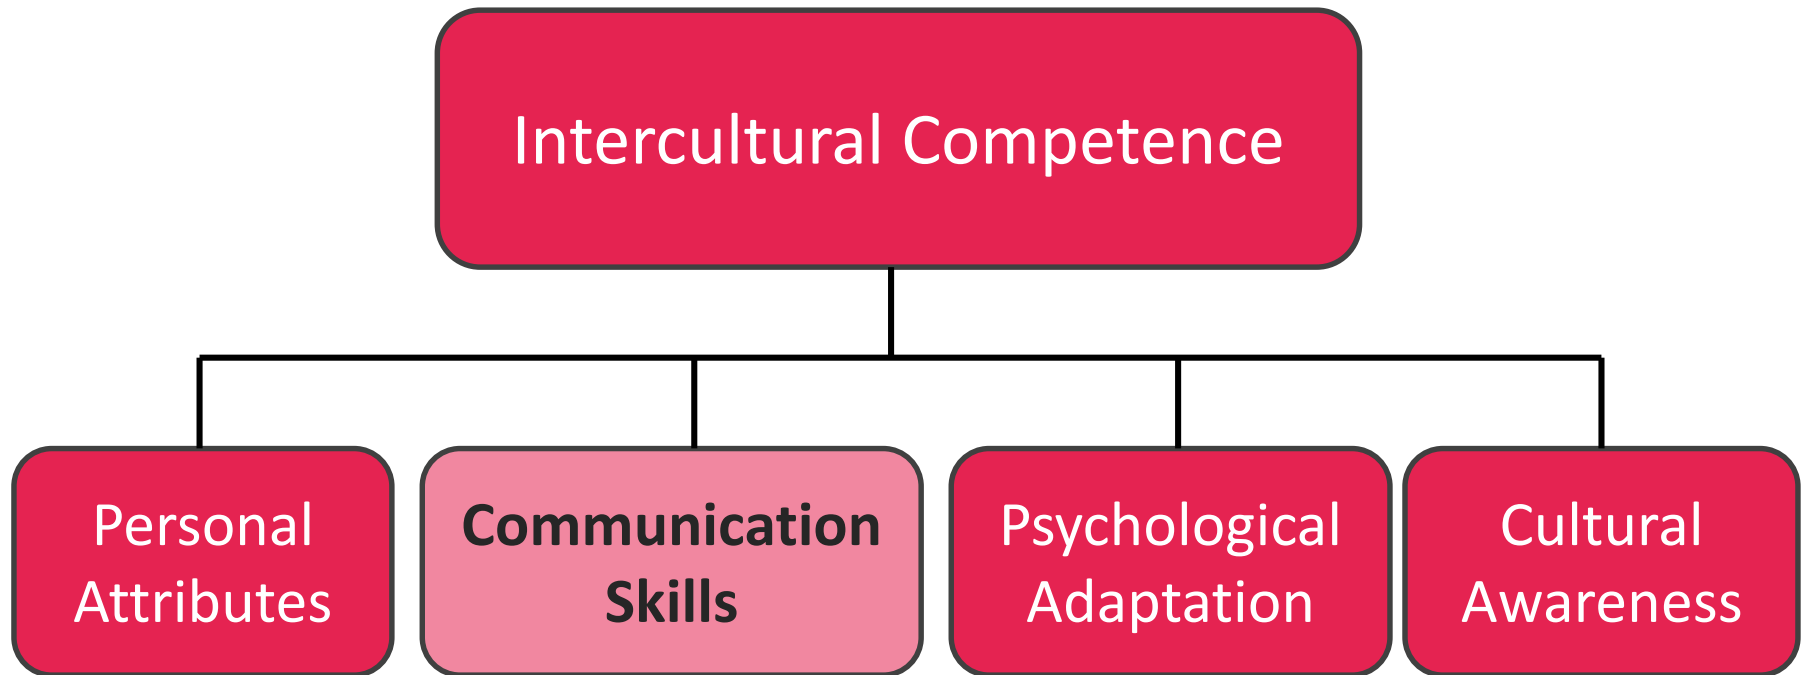 Intercultural Competence
Personal
Attributes
Communication
Skills
Psychological
Adaptation
Cultural
Awareness